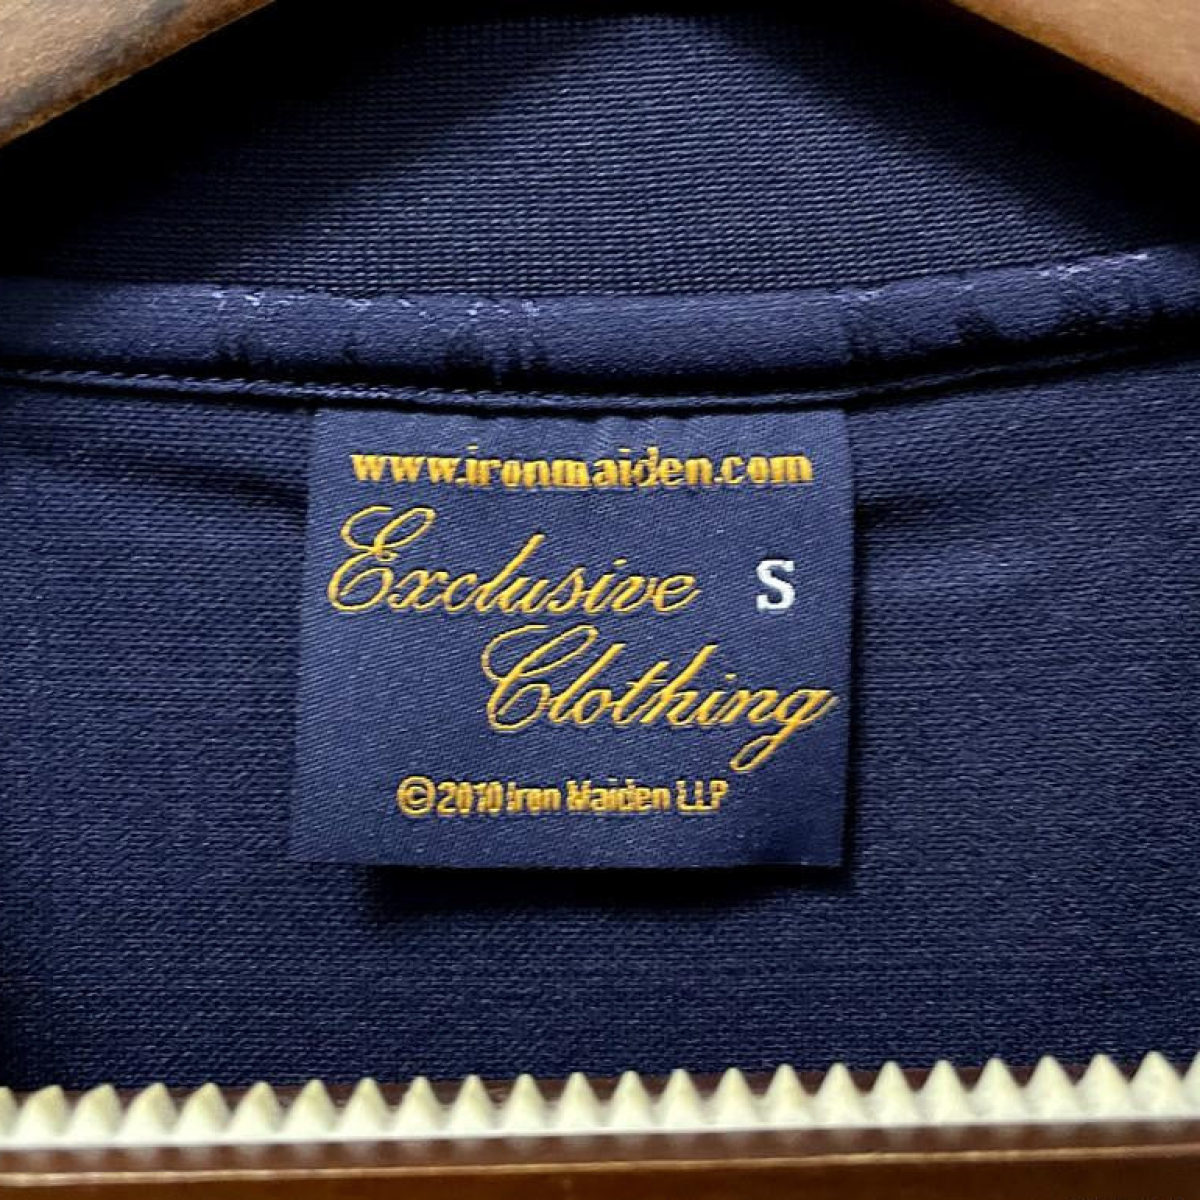 www.ironmaiden.com
Exclusive S
Clothing
©2010 Iron Maiden LLP